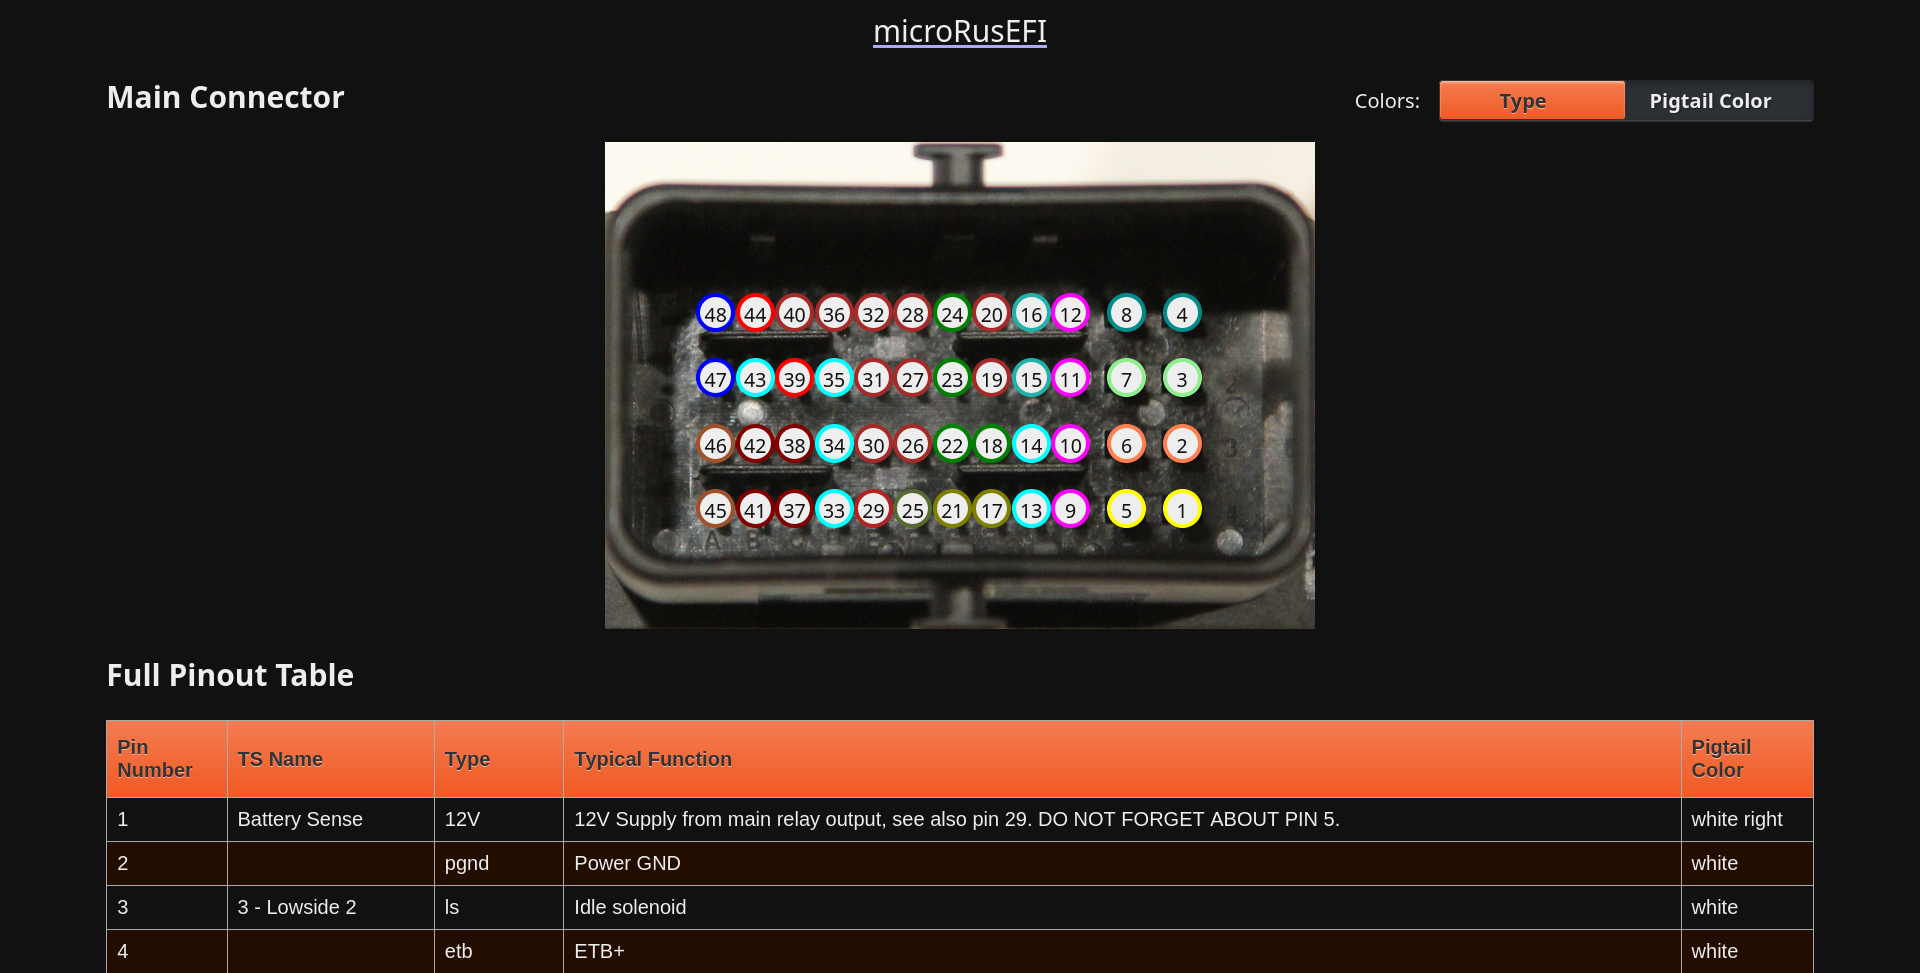 microRusEFI
Main Connector
Colors: Type Pigtail Color
48 44 40 36 32 28 24 20 16 12 8 4
47 43 39 35 31 27 23 19 15 11 7 3
2
46 42 38 34 30 26 22 18 14 10 6 2
3
45 41 37 33 29 25 21 17 13 9 5 1
A B C
Full Pinout Table
Pin Number TS Name Type Typical Function Pigtail Color
1 Battery Sense 12V 12V Supply from main relay output, see also pin 29. DO NOT FORGET ABOUT PIN 5. white right
2 pgnd Power GND white
3 3 - Lowside 2 ls Idle solenoid white
4 etb ETB+ white